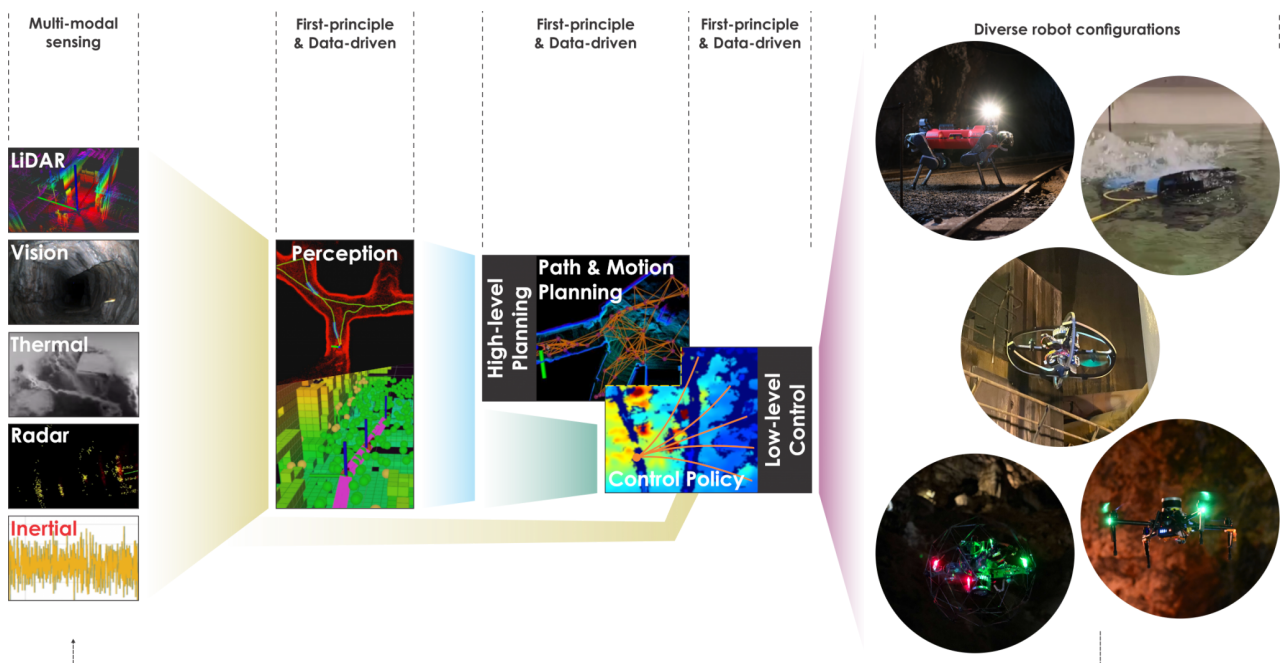 Multi-modal
sensing
First-principle
& Data-driven
First-principle
& Data-driven
First-principle
& Data-driven
Diverse robot configurations
LiDAR
Vision
Thermal
Radar
Inertial
Perception
High-level
Planning
Path & Motion
Planning
Control Policy
Low-level
Control